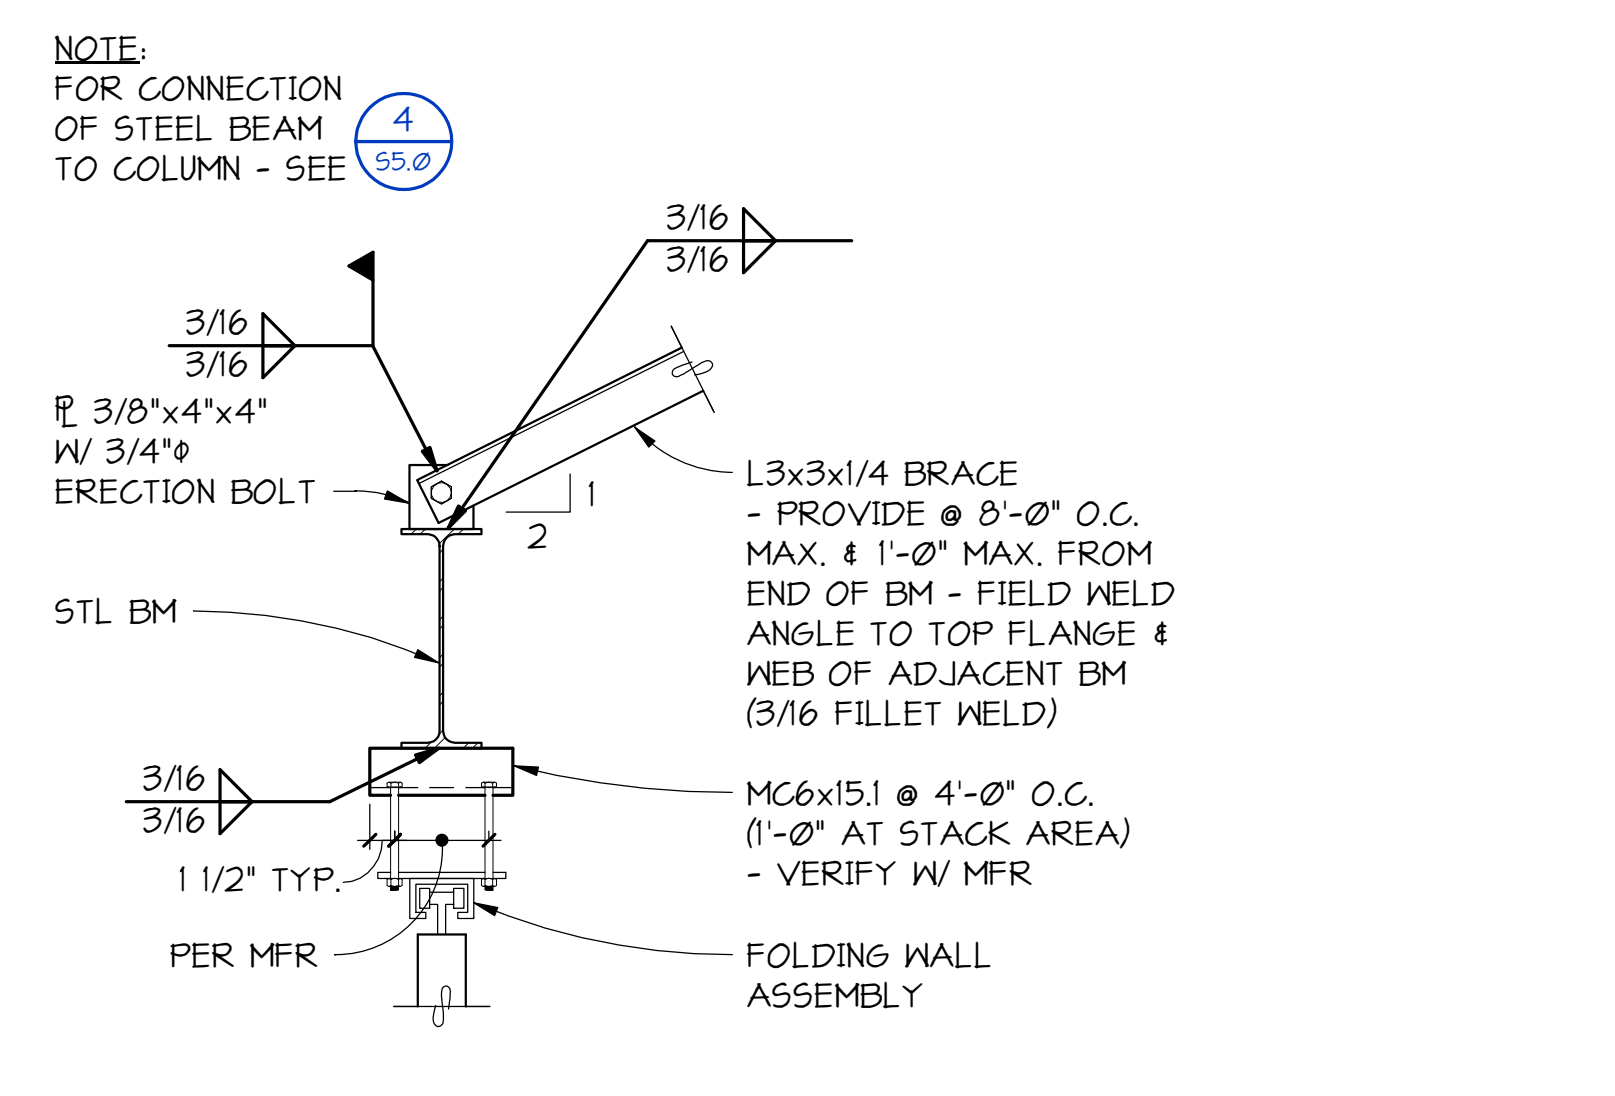 NOTE:
FOR CONNECTION
OF STEEL BEAM
TO COLUMN - SEE
4
S5.Ø
3/16
3/16
3/16
3/16
℄ 3/8"x4"x4"
W/ 3/4"φ
ERECTION BOLT
1
2
L3x3x1/4 BRACE
- PROVIDE @ 8'-Ø" O.C.
MAX. & 1'-Ø" MAX. FROM
END OF BM - FIELD WELD
ANGLE TO TOP FLANGE &
WEB OF ADJACENT BM
(3/16 FILLET WELD)
STL BM
3/16
3/16
MC6x15.1 @ 4'-Ø" O.C.
(1'-Ø" AT STACK AREA)
- VERIFY W/ MFR
1 1/2" TYP.
PER MFR
FOLDING WALL
ASSEMBLY